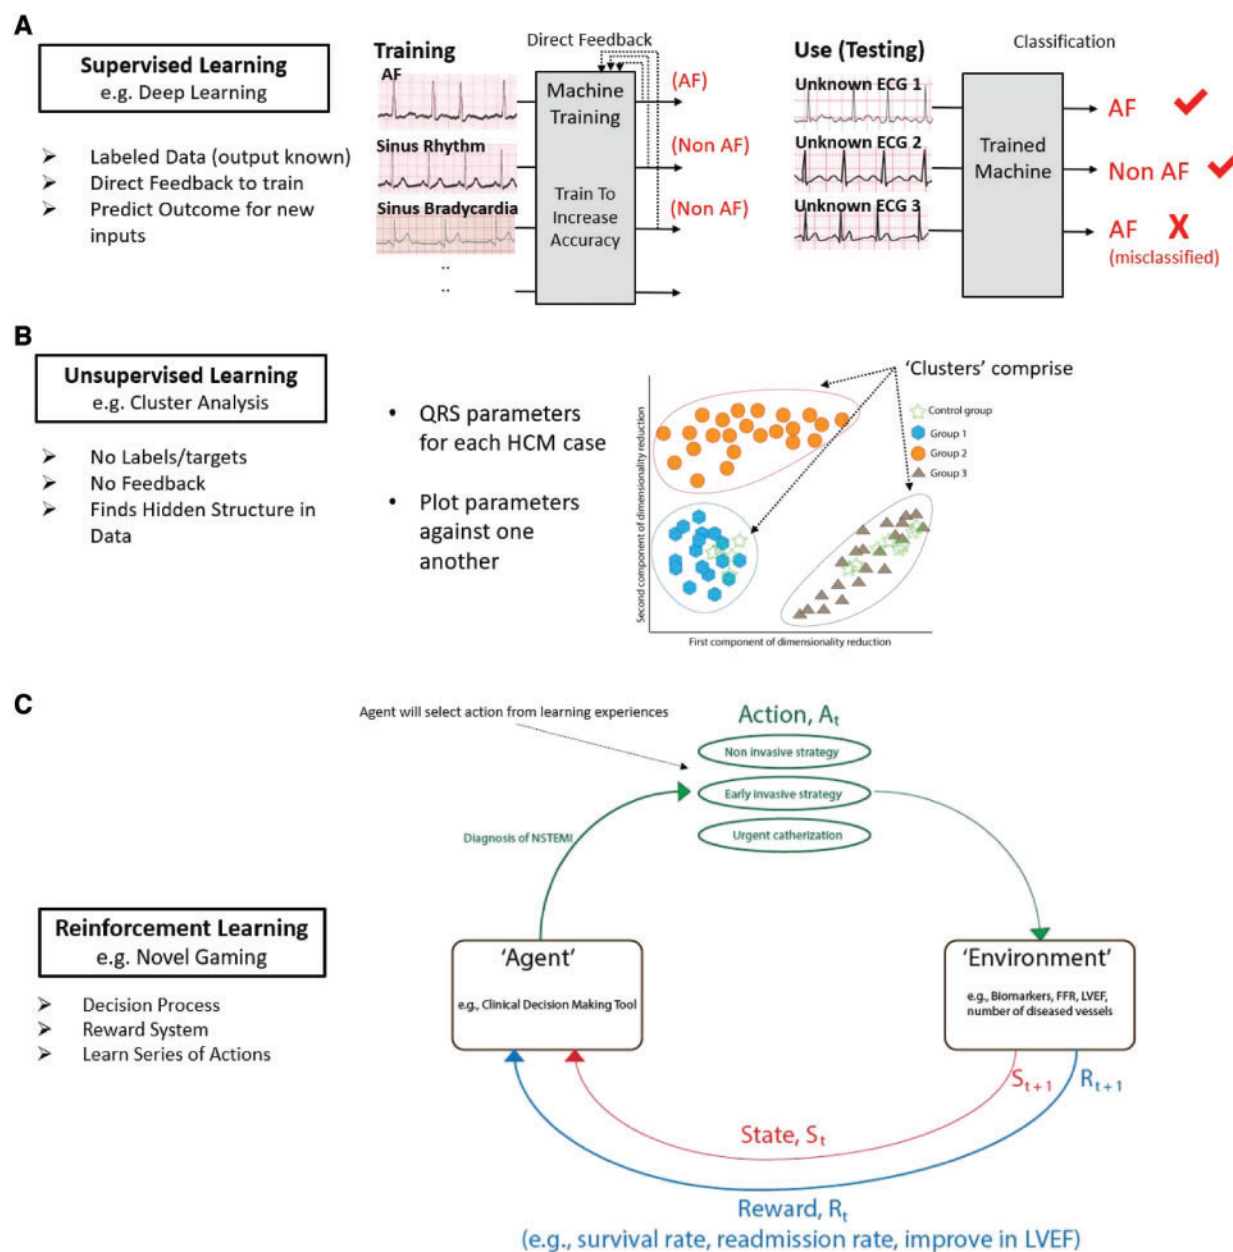 A
Supervised Learning
e.g. Deep Learning
➢ Labeled Data (output known)
➢ Direct Feedback to train
➢ Predict Outcome for new
inputs
Training
Direct Feedback
AF
Sinus Rhythm
Sinus Bradycardia
..
..
Machine
Training
Train To
Increase
Accuracy
(AF)
(Non AF)
(Non AF)
Use (Testing)
Classification
Unknown ECG 1
Unknown ECG 2
Unknown ECG 3
Trained
Machine
AF
Non AF
AF X
(misclassified)
B
Unsupervised Learning
e.g. Cluster Analysis
➢ No Labels/targets
➢ No Feedback
➢ Finds Hidden Structure in
Data
• QRS parameters
for each HCM case
• Plot parameters
against one
another
'Clusters' comprise
Control group
Group 1
Group 2
Group 3
Second component of dimensionality reduction
First component of dimensionality reduction
C
Reinforcement Learning
e.g. Novel Gaming
➢ Decision Process
➢ Reward System
➢ Learn Series of Actions
Agent will select action from learning experiences
Action, At
Non invasive strategy
Early invasive strategy
Urgent catherization
Diagnosis of NSTEMI
'Agent'
e.g., Clinical Decision Making Tool
'Environment'
e.g., Biomarkers, FFR, LVEF,
number of diseased vessels
St+1
Rt+1
State, St
Reward, Rt
(e.g., survival rate, readmission rate, improve in LVEF)